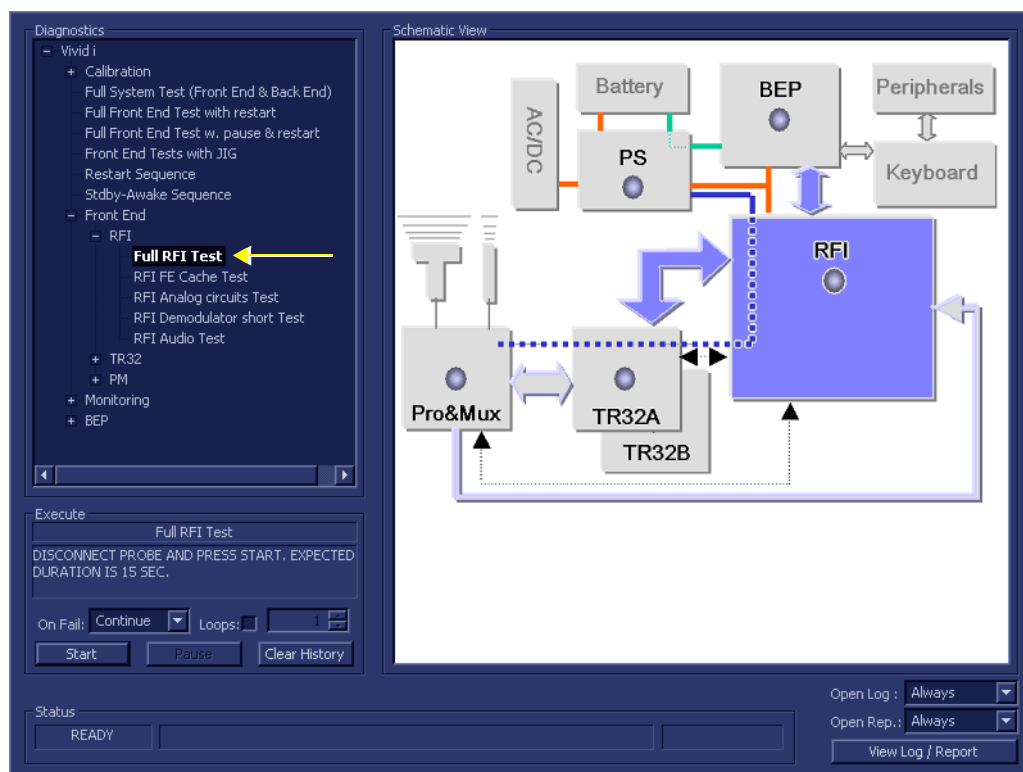 Diagnostics
Vivid i
Calibration
Full System Test (Front End & Back End)
Full Front End Test with restart
Full Front End Test w. pause & restart
Front End Tests with JIG
Restart Sequence
Stdby-Awake Sequence
Front End
RFI
Full RFI Test
RFI FE Cache Test
RFI Analog circuits Test
RFI Demodulator short Test
RFI Audio Test
TR32
PM
Monitoring
BEP
Execute
Full RFI Test
DISCONNECT PROBE AND PRESS START. EXPECTED
DURATION IS 15 SEC.
On Fail: Continue Loops: 1
Start Pause Clear History
Schematic View
Battery
BEP
Peripherals
AC/DC
PS
Keyboard
RFI
Pro&Mux
TR32A
TR32B
Open Log : Always
Open Rep.: Always
View Log / Report
Status
READY